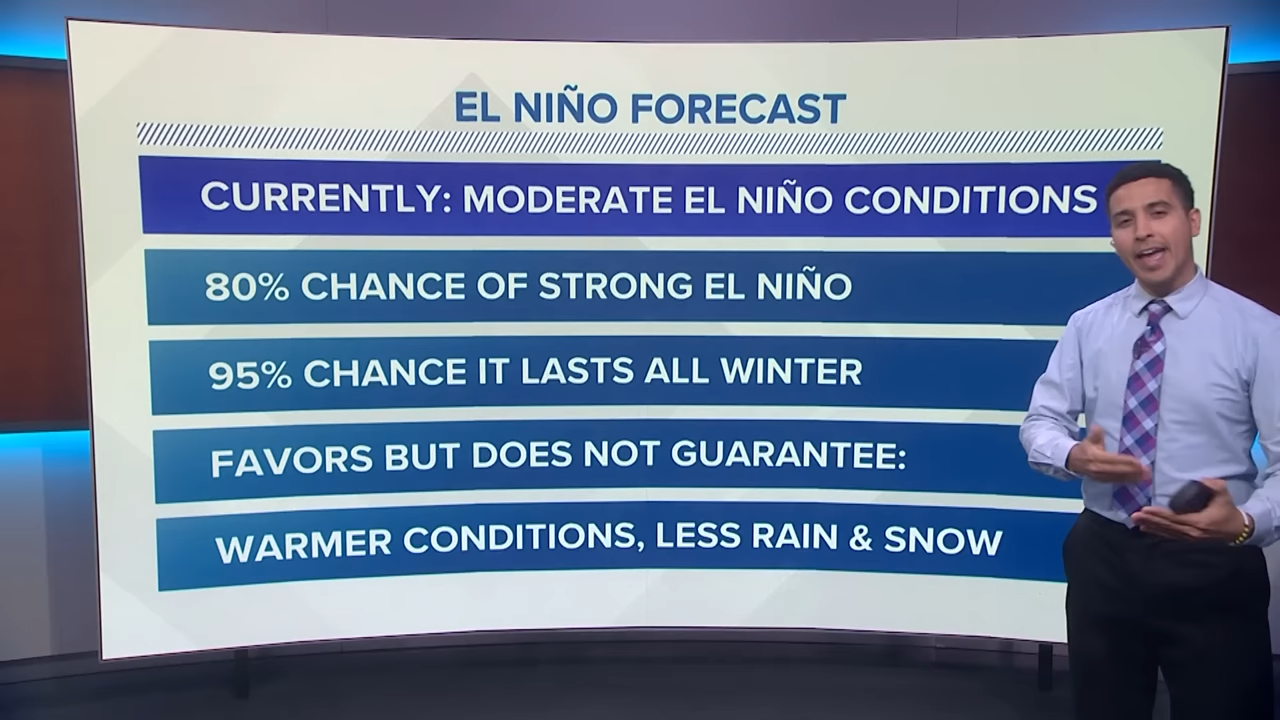 EL NIÑO FORECAST
CURRENTLY: MODERATE EL NIÑO CONDITIONS
80% CHANCE OF STRONG EL NIÑO
95% CHANCE IT LASTS ALL WINTER
FAVORS BUT DOES NOT GUARANTEE:
WARMER CONDITIONS, LESS RAIN & SNOW